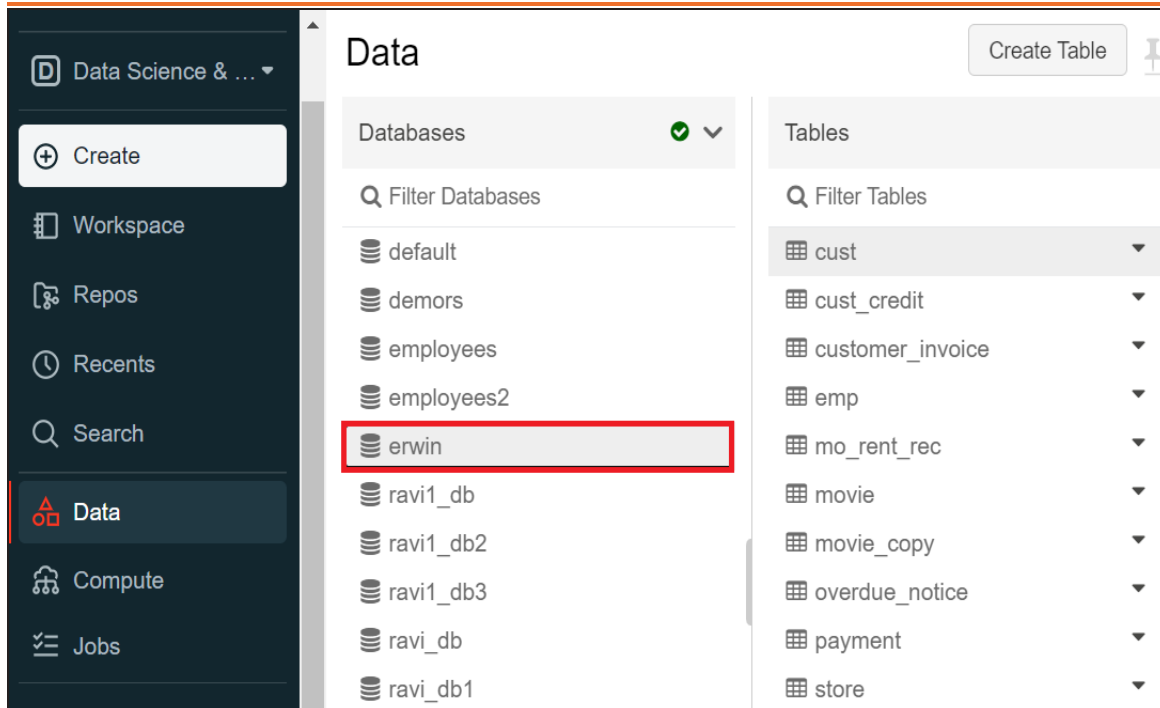 Data Science & ...
Create
Workspace
Repos
Recents
Search
Data
Compute
Jobs
Data
Create Table
Databases
Filter Databases
default
demors
employees
employees2
erwin
ravi1_db
ravi1_db2
ravi1_db3
ravi_db
ravi_db1
Tables
Filter Tables
cust
cust_credit
customer_invoice
emp
mo_rent_rec
movie
movie_copy
overdue_notice
payment
store